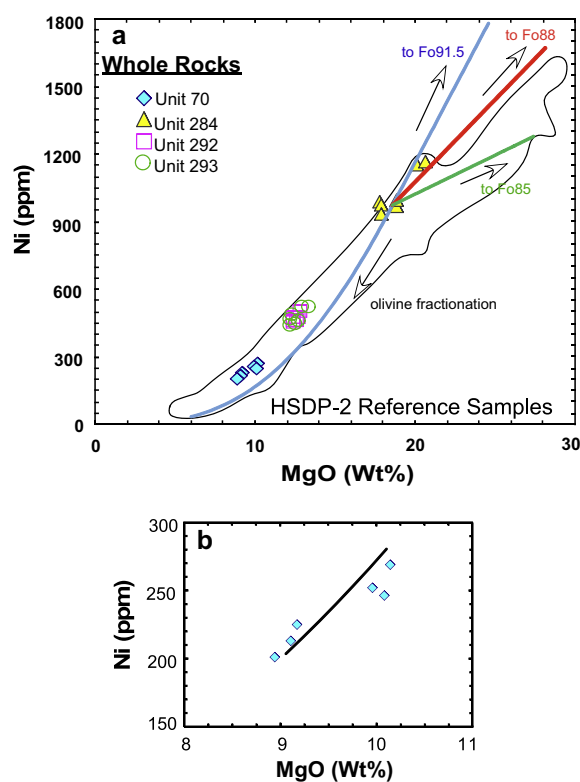 a
Whole Rocks
Unit 70
Unit 284
Unit 292
Unit 293
to Fo91.5
to Fo88
to Fo85
olivine fractionation
HSDP-2 Reference Samples
Ni (ppm)
1800
1500
1200
900
600
300
0
0 10 20 30
MgO (Wt%)
b
Ni (ppm)
300
250
200
150
8 9 10 11
MgO (Wt%)